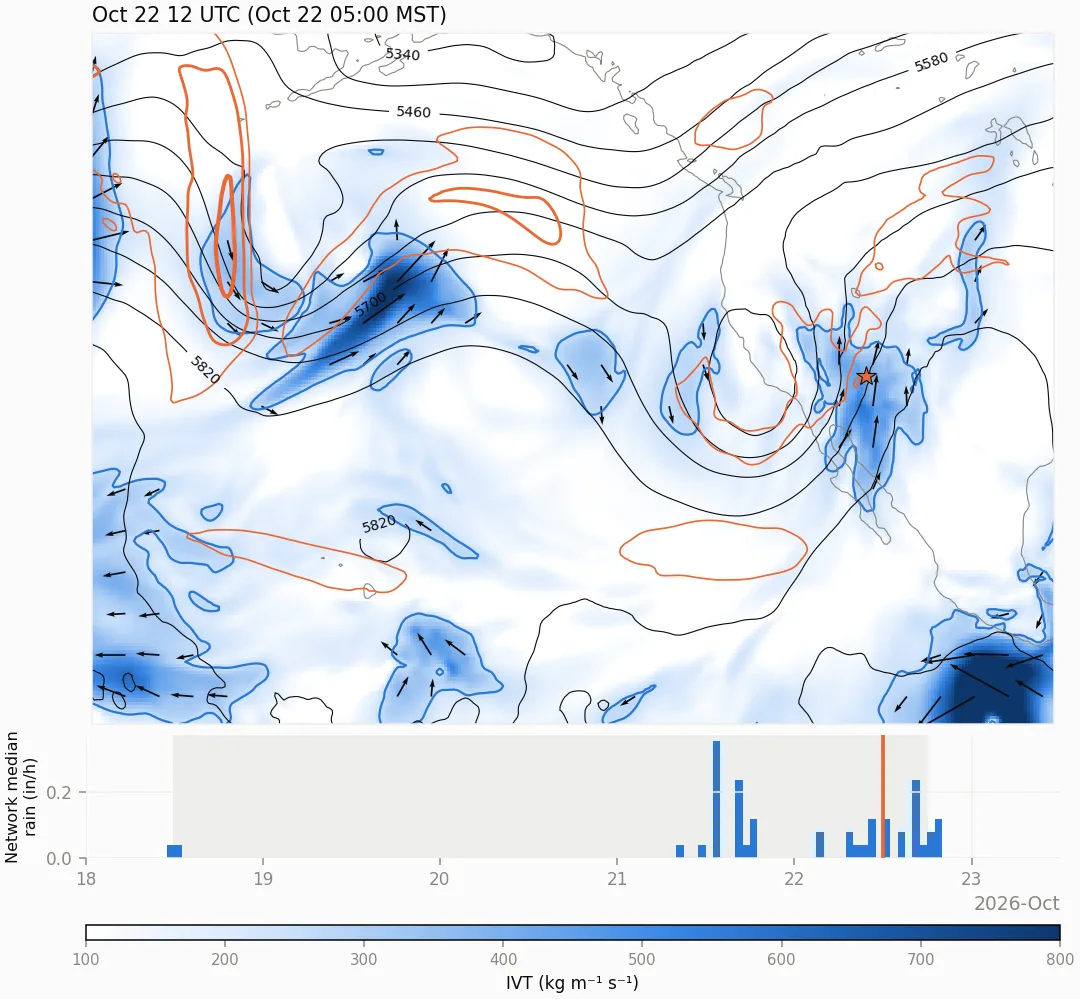 Oct 22 12 UTC (Oct 22 05:00 MST)
5340
5580
5460
5700
5820
5820
Network median
rain (in/h)
0.2
0.0
18 19 20 21 22 23
2026-Oct
100 200 300 400 500 600 700 800
IVT (kg m⁻¹ s⁻¹)